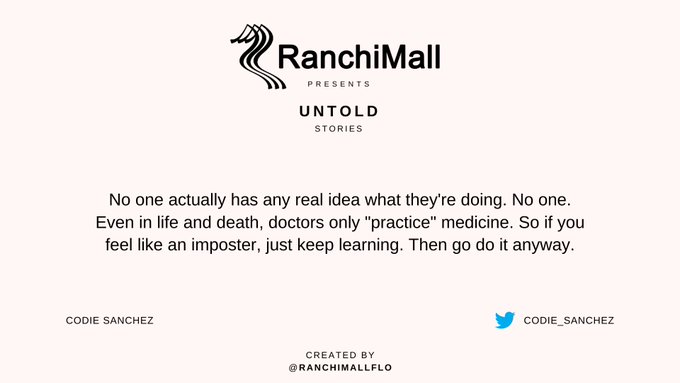 RanchiMall
PRESENTS
UNTOLD
STORIES
No one actually has any real idea what they're doing. No one.
Even in life and death, doctors only "practice" medicine. So if you
feel like an imposter, just keep learning. Then go do it anyway.
CODIE SANCHEZ
CODIE_SANCHEZ
CREATED BY
@RANCHIMALLFLO